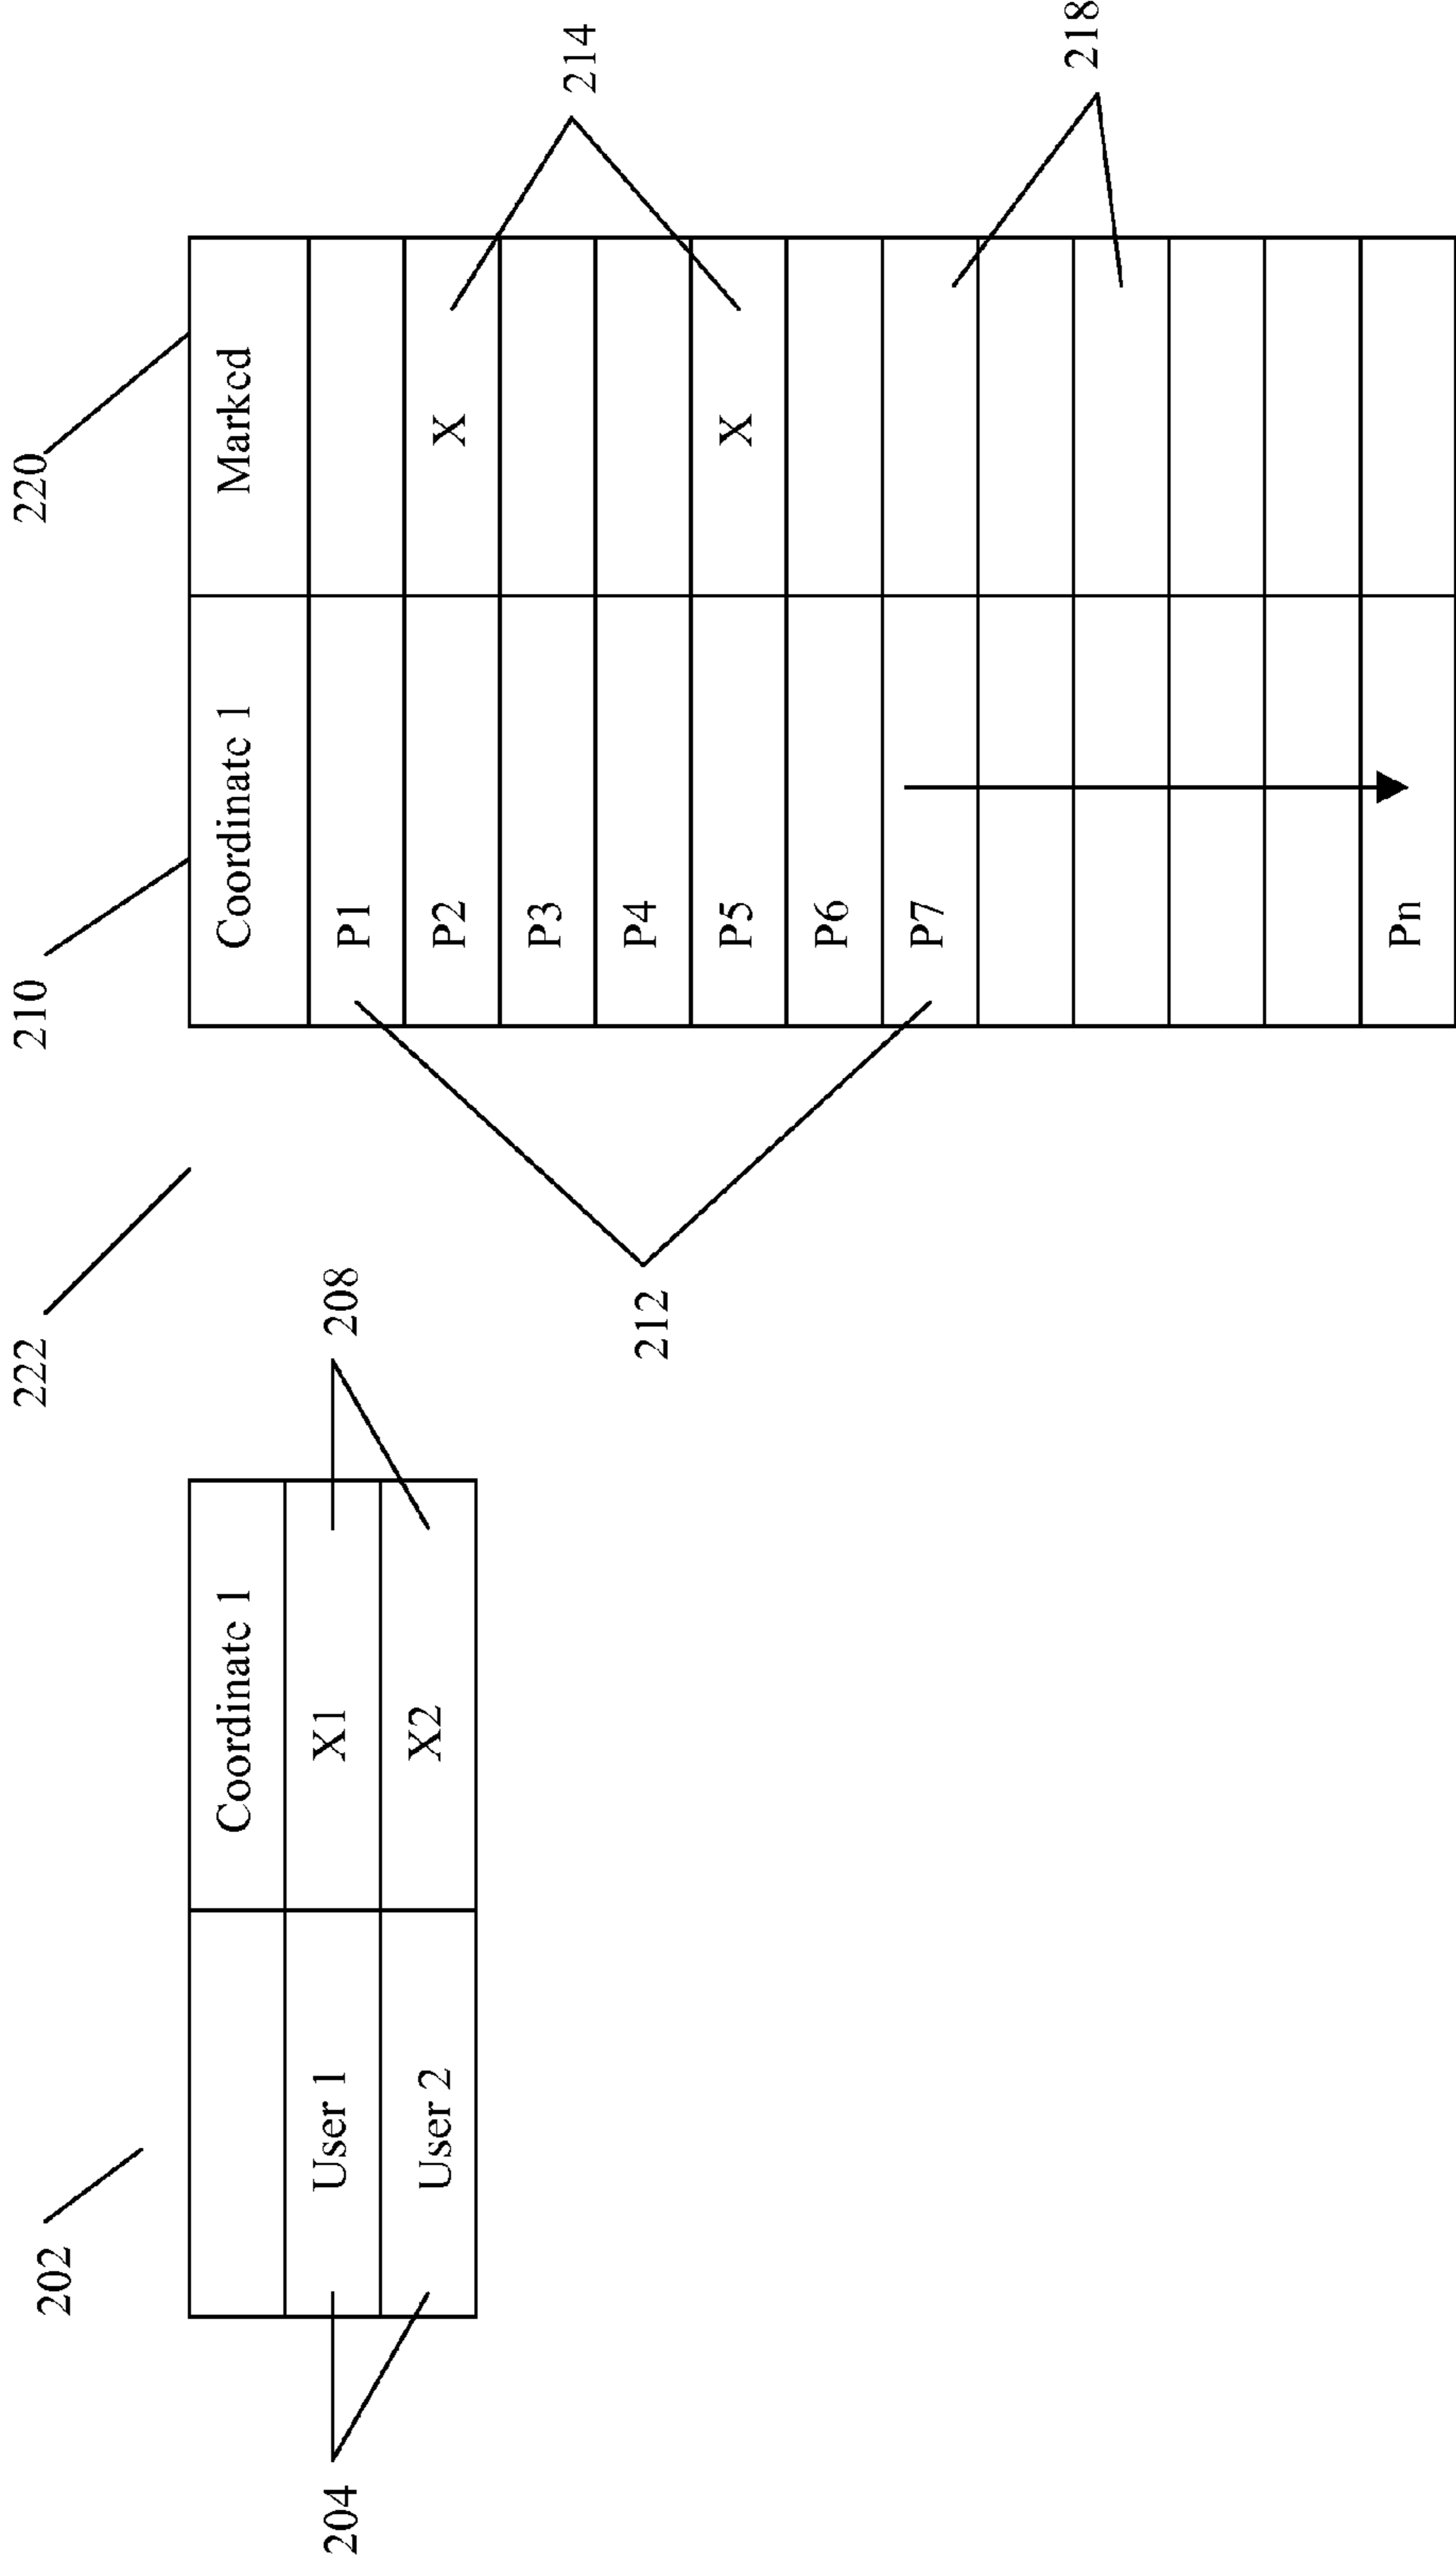 202 222 210 220
Coordinate 1 Coordinate 1 Marked
204 User 1 X1 208 P1
User 2 X2 P2 X
P3 214
212 P4
P5 X
P6
P7
218
Pn